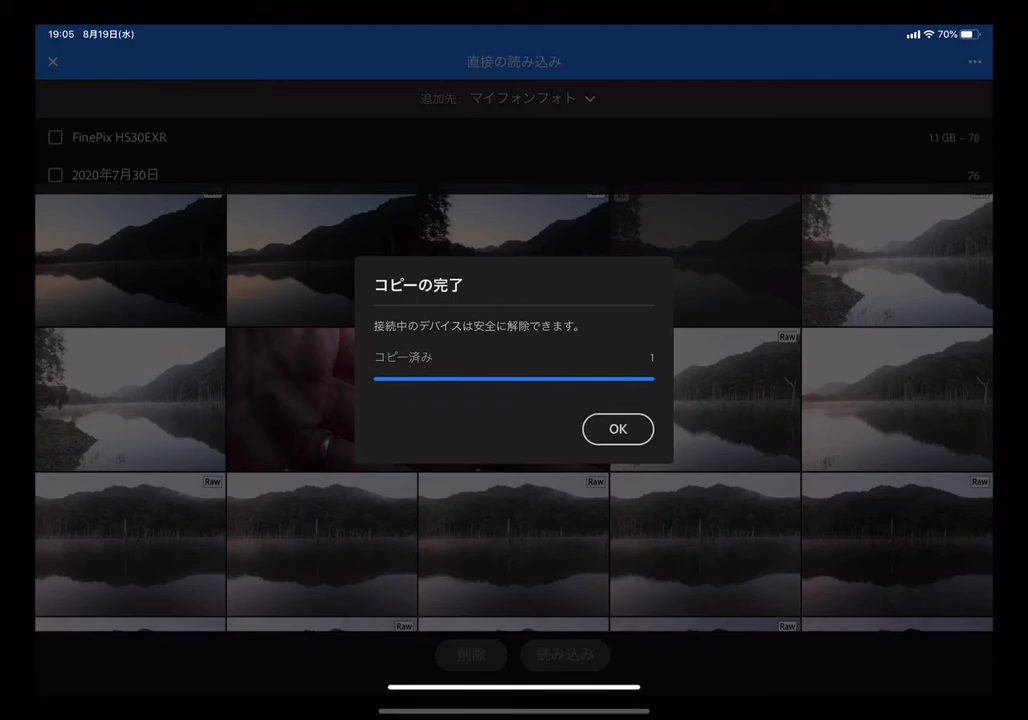 19:05 8月19日(水)
70%
直接の読み込み
追加先: マイフォンフォト
FinePix HS30EXR
1.1 GB – 78
2020年7月30日
76
コピーの完了
接続中のデバイスは安全に解除できます。
コピー済み
1
OK
Raw
Raw
Raw
Raw
Raw
Raw
削除
読み込み